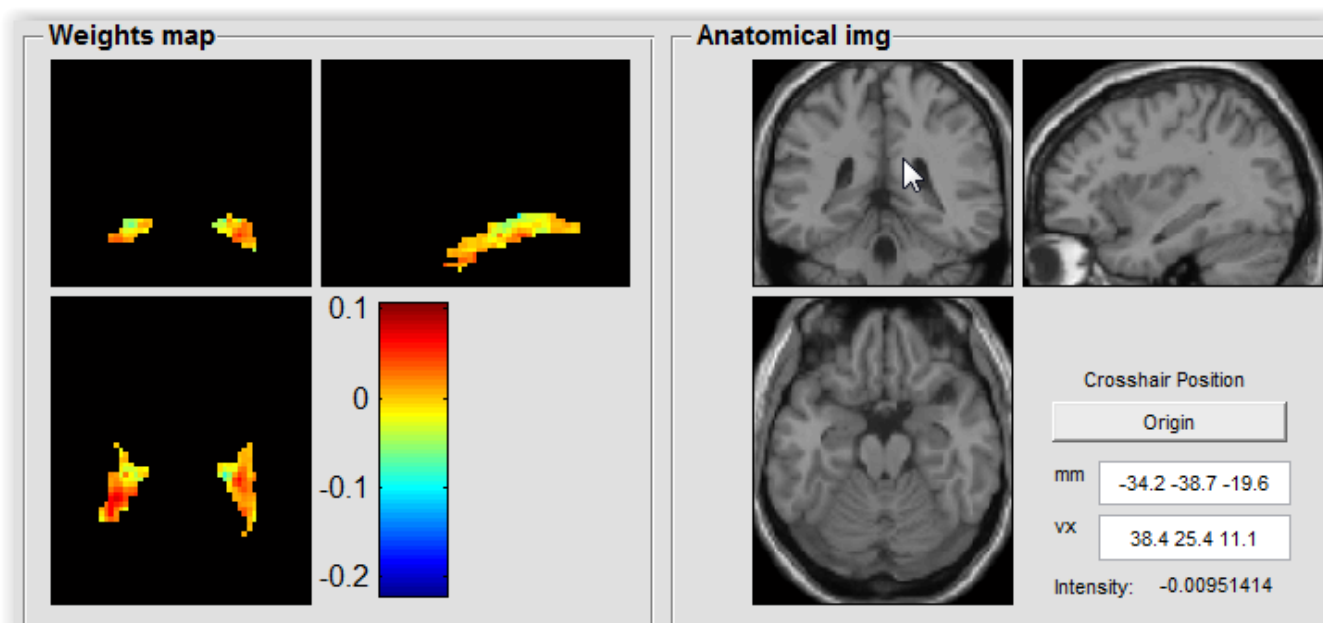 Weights map
Anatomical img
0.1
0
-0.1
-0.2
Crosshair Position
Origin
mm -34.2 -38.7 -19.6
vx 38.4 25.4 11.1
Intensity: -0.00951414